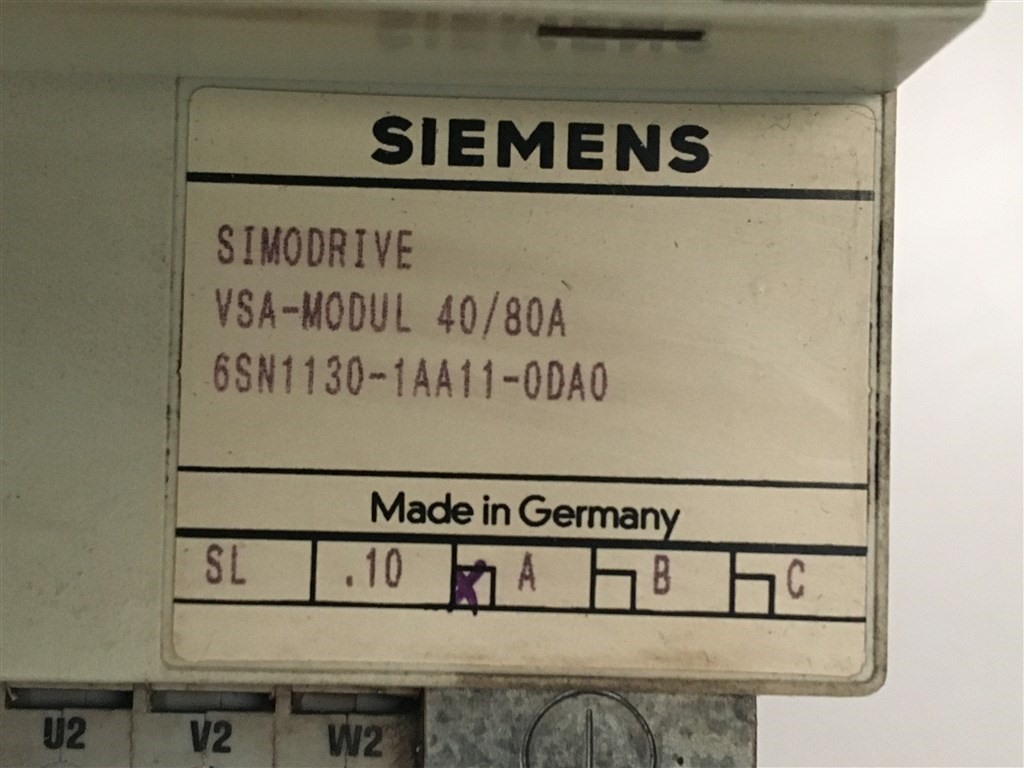 SIEMENS
SIMODRIVE
VSA-MODUL 40/80A
6SN1130-1AA11-0DA0
Made in Germany
SL .10 X A B C
U2 V2 W2